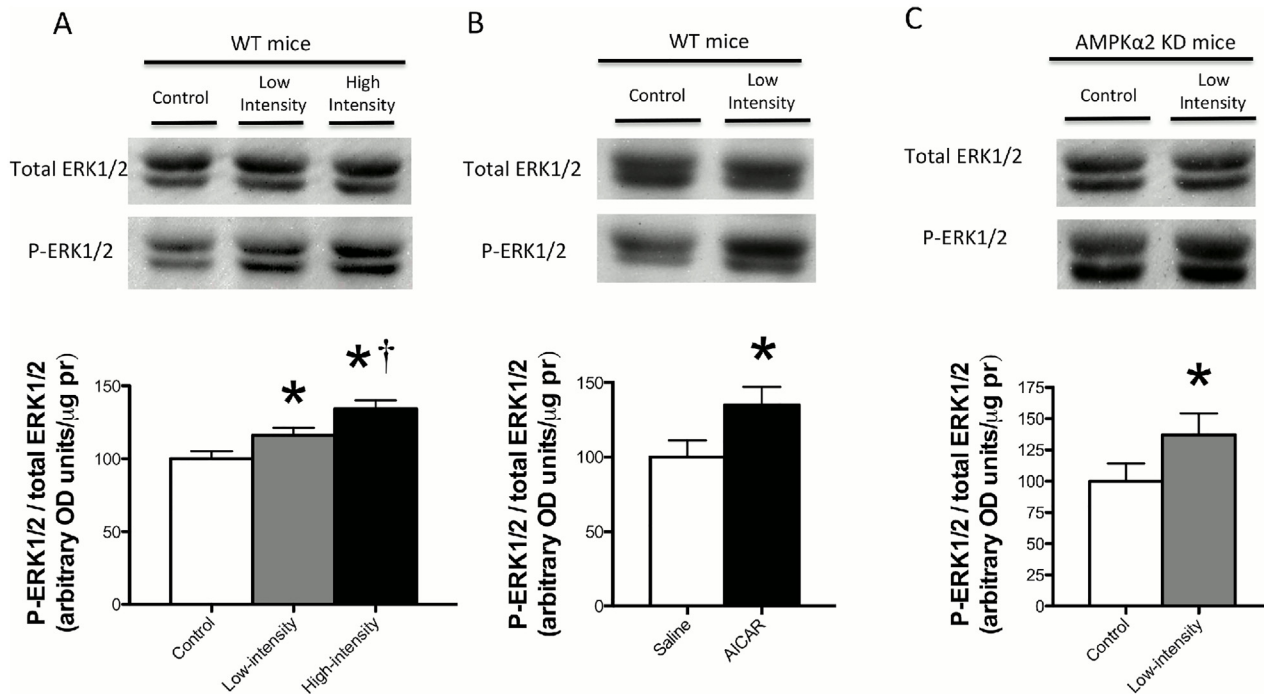 A
WT mice
Control
Low
Intensity
High
Intensity
Total ERK1/2
P-ERK1/2
P-ERK1/2 / total ERK1/2
(arbitrary OD units/µg pr)
150
100
50
0
Control
Low-intensity
High-intensity
* * †
B
WT mice
Control
Low
Intensity
Total ERK1/2
P-ERK1/2
P-ERK1/2 / total ERK1/2
(arbitrary OD units/µg pr)
150
100
50
0
Saline
AICAR
*
C
AMPKα2 KD mice
Control
Low
Intensity
Total ERK1/2
P-ERK1/2
P-ERK1/2 / total ERK1/2
(arbitrary OD units/µg pr)
175
150
125
100
75
50
25
0
Control
Low-intensity
*